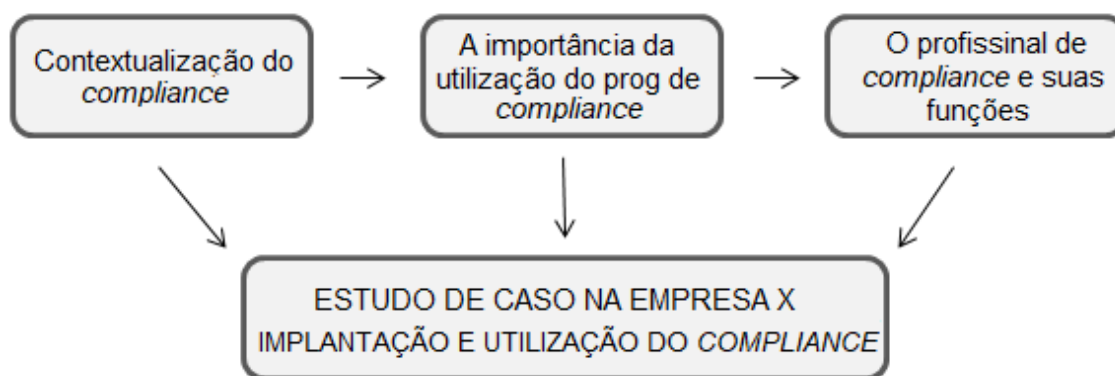 Contextualização do
compliance
A importância da
utilização do prog de
compliance
O profissinal de
compliance e suas
funções
ESTUDO DE CASO NA EMPRESA X
IMPLANTAÇÃO E UTILIZAÇÃO DO COMPLIANCE